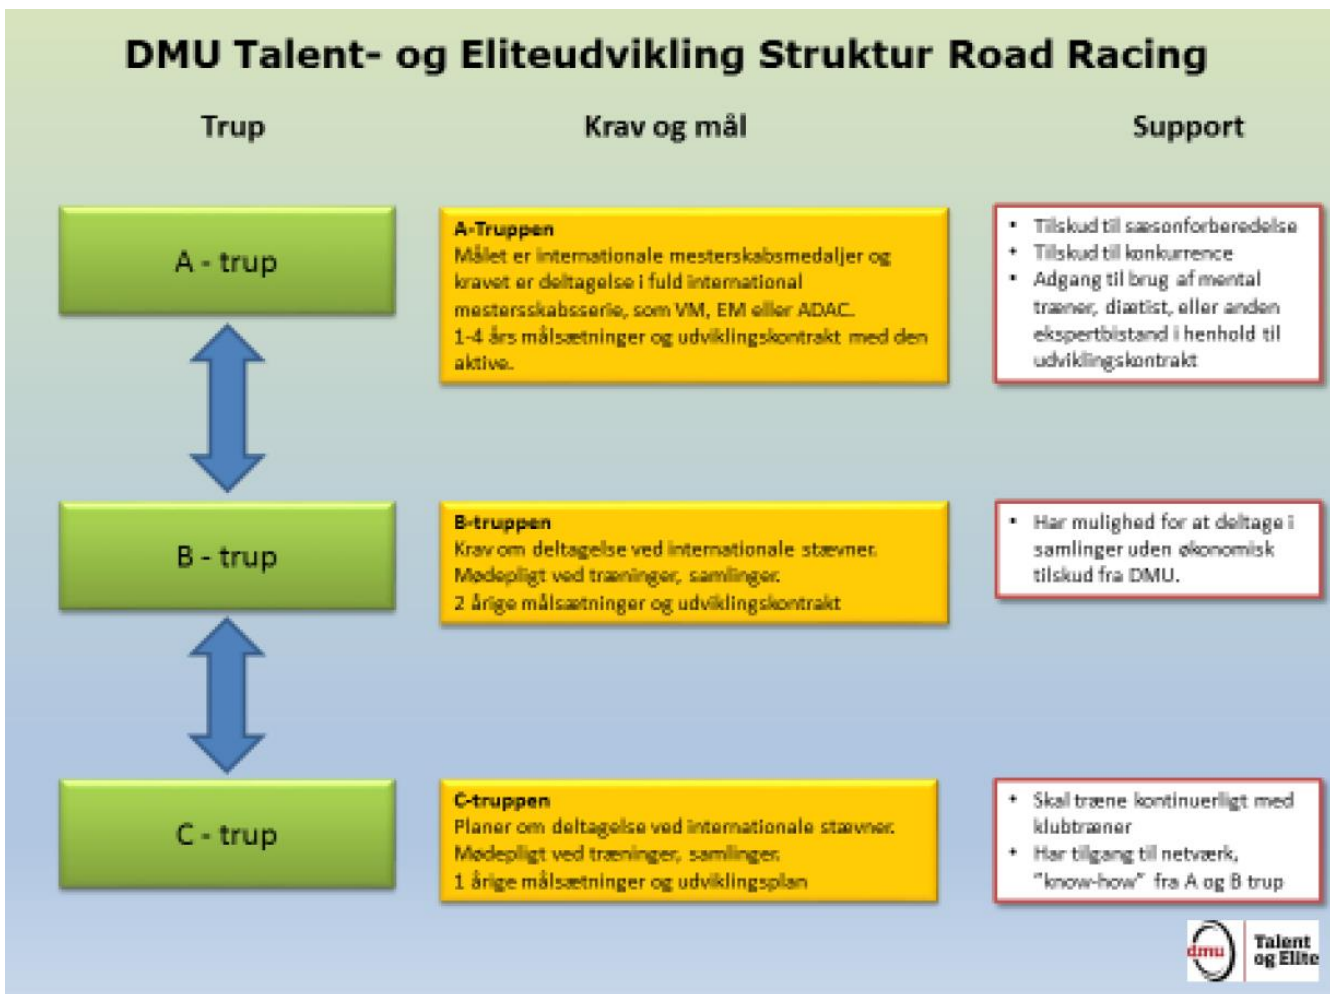 DMU Talent- og Eliteudvikling Struktur Road Racing
Trup
Krav og mål
Support
A - trup
A-Truppen
Målet er internationale mesterskabsmedaljer og
kravet er deltagelse i fuld international
mestersskabsserie, som VM, EM eller ADAC.
1-4 års målsætninger og udviklingskontrakt med den
aktive.
• Tilskud til sæsonforberedelse
• Tilskud til konkurrence
• Adgang til brug af mental
træner, diætist, eller anden
ekspertbistand i henhold til
udviklingskontrakt
B - trup
B-truppen
Krav om deltagelse ved internationale stævner.
Mødepligt ved træninger, samlinger.
2 årige målsætninger og udviklingskontrakt
• Har mulighed for at deltage i
samlinger uden økonomisk
tilskud fra DMU.
C - trup
C-truppen
Planer om deltagelse ved internationale stævner.
Mødepligt ved træninger, samlinger.
1 årige målsætninger og udviklingsplan
• Skal træne kontinuerligt med
klubtræner
• Har tilgang til netværk,
"know-how" fra A og B trup
dmu
Talent
og Elite